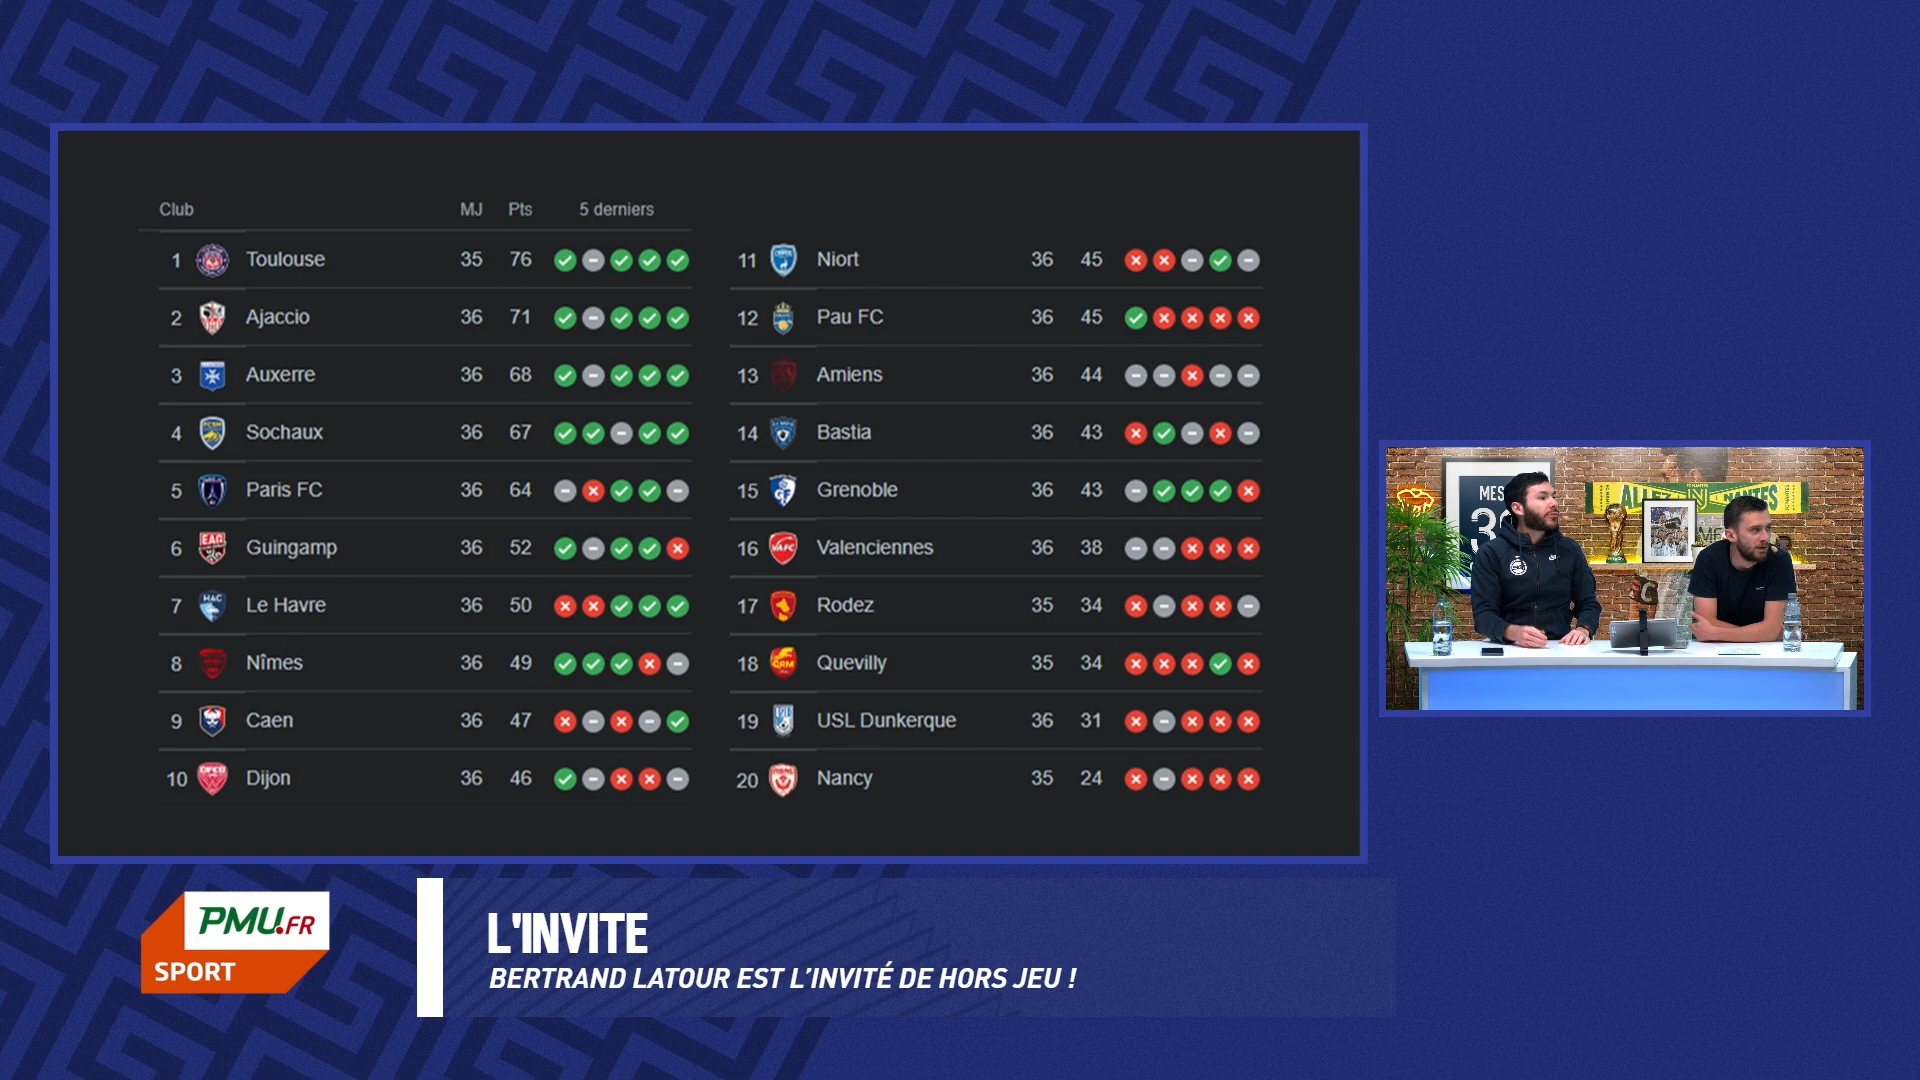 Club MJ Pts 5 derniers
1 Toulouse 35 76
2 Ajaccio 36 71
3 Auxerre 36 68
4 Sochaux 36 67
5 Paris FC 36 64
6 Guingamp 36 52
7 Le Havre 36 50
8 Nîmes 36 49
9 Caen 36 47
10 Dijon 36 46
11 Niort 36 45
12 Pau FC 36 45
13 Amiens 36 44
14 Bastia 36 43
15 Grenoble 36 43
16 Valenciennes 36 38
17 Rodez 35 34
18 Quevilly 35 34
19 USL Dunkerque 36 31
20 Nancy 35 24
MES
ALLEZ NANTES
PMU.FR
SPORT
L'INVITE
BERTRAND LATOUR EST L'INVITÉ DE HORS JEU !